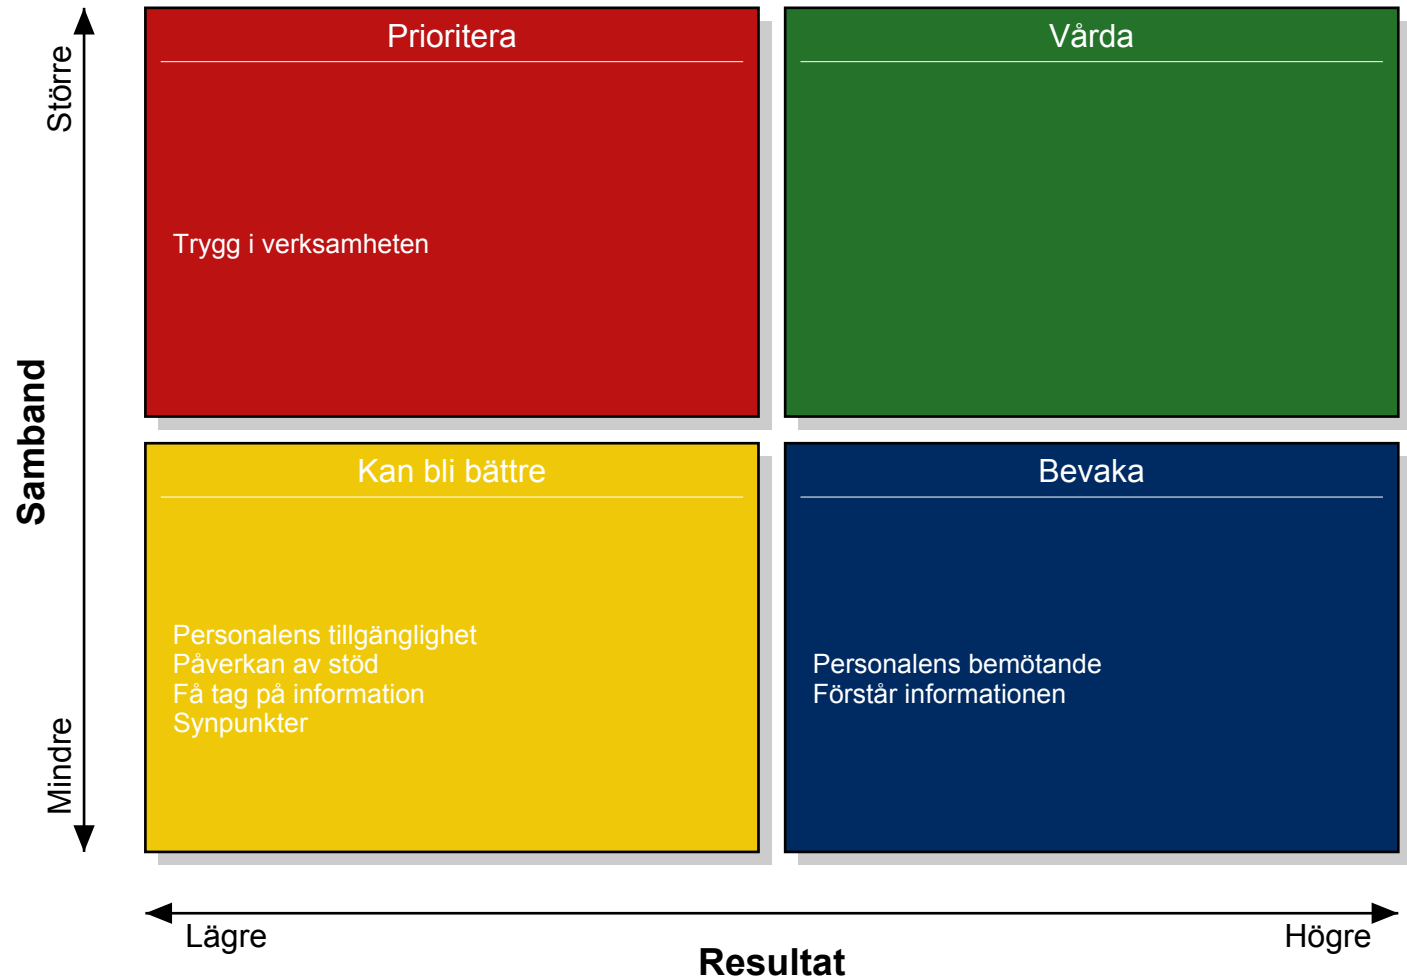 Större
Samband
Mindre
Prioritera
Trygg i verksamheten
Vårda
Kan bli bättre
Personalens tillgänglighet
Påverkan av stöd
Få tag på information
Synpunkter
Bevaka
Personalens bemötande
Förstår informationen
Lägre
Resultat
Högre